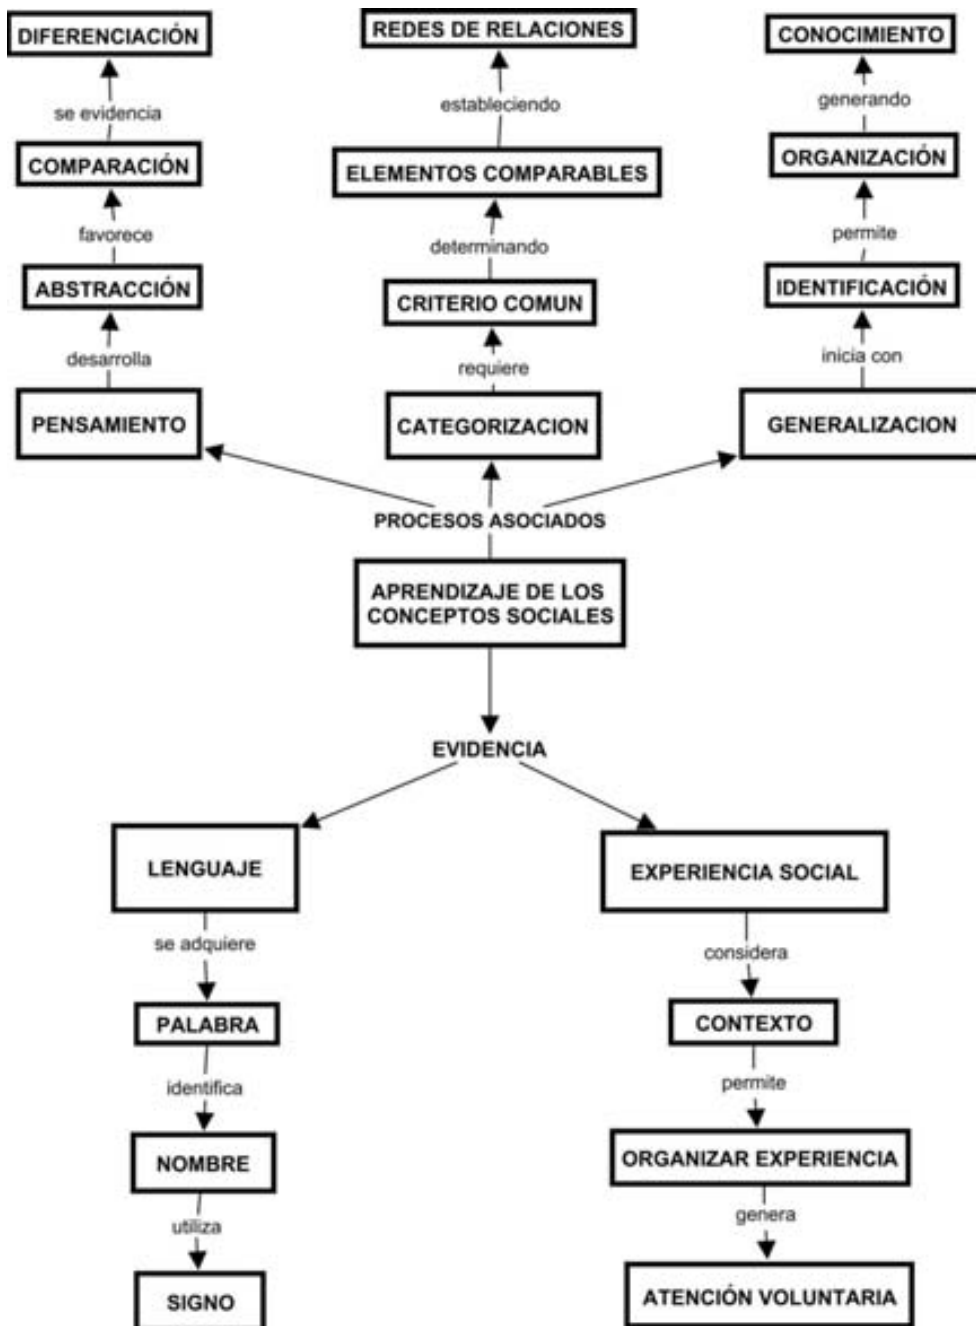 DIFERENCIACIÓN
REDES DE RELACIONES
CONOCIMIENTO
se evidencia
estableciendo
generando
COMPARACIÓN
ELEMENTOS COMPARABLES
ORGANIZACIÓN
favorece
determinando
permite
ABSTRACCIÓN
CRITERIO COMUN
IDENTIFICACIÓN
desarrolla
requiere
inicia con
PENSAMIENTO
CATEGORIZACION
GENERALIZACION
PROCESOS ASOCIADOS
APRENDIZAJE DE LOS
CONCEPTOS SOCIALES
EVIDENCIA
LENGUAJE
EXPERIENCIA SOCIAL
se adquiere
considera
PALABRA
CONTEXTO
identifica
permite
NOMBRE
ORGANIZAR EXPERIENCIA
utiliza
genera
SIGNO
ATENCIÓN VOLUNTARIA